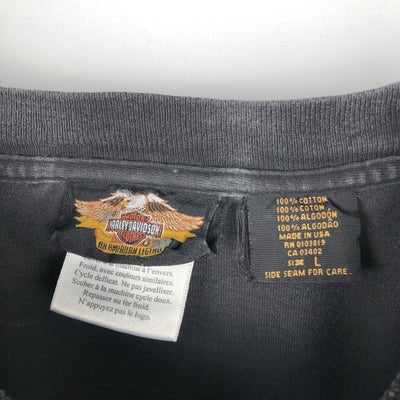 HARLEY-DAVIDSON
AN AMERICAN LEGEND
à l'envers.
Froid, avec couleurs similaires.
Cycle délicat. Ne pas javelliser.
Sécher à la machine cycle doux.
Repasser au fer froid.
N'appuyez pas le logo.
100% COTTON
100% COTON
100% ALGODON
100% ALGODÃO
MADE IN USA
RN 0103819
CA 03402
SIZE L
SIDE SEAM FOR CARE.